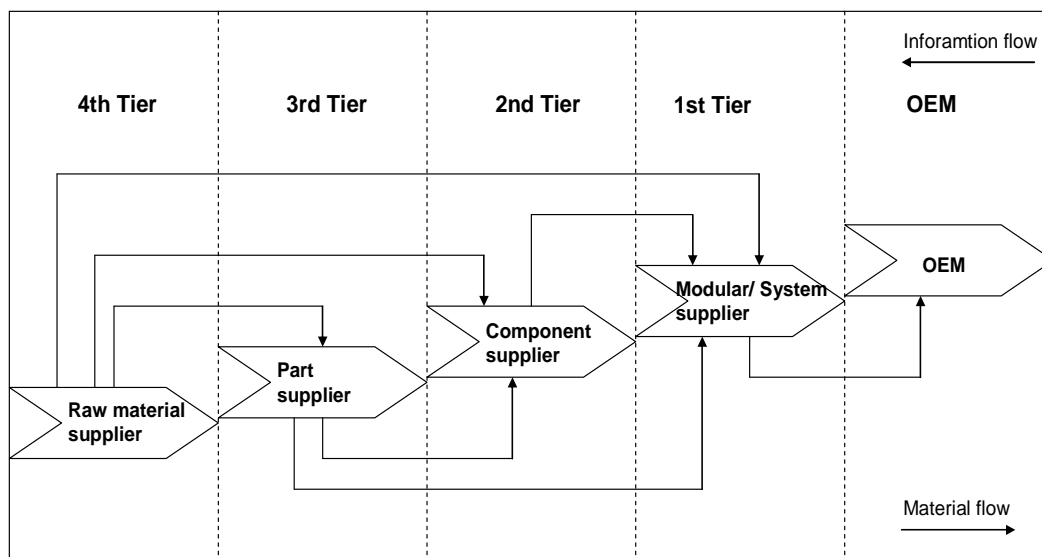 Inforamtion flow
4th Tier
3rd Tier
2nd Tier
1st Tier
OEM
OEM
Modular/ System
supplier
Component
supplier
Part
supplier
Raw material
supplier
Material flow